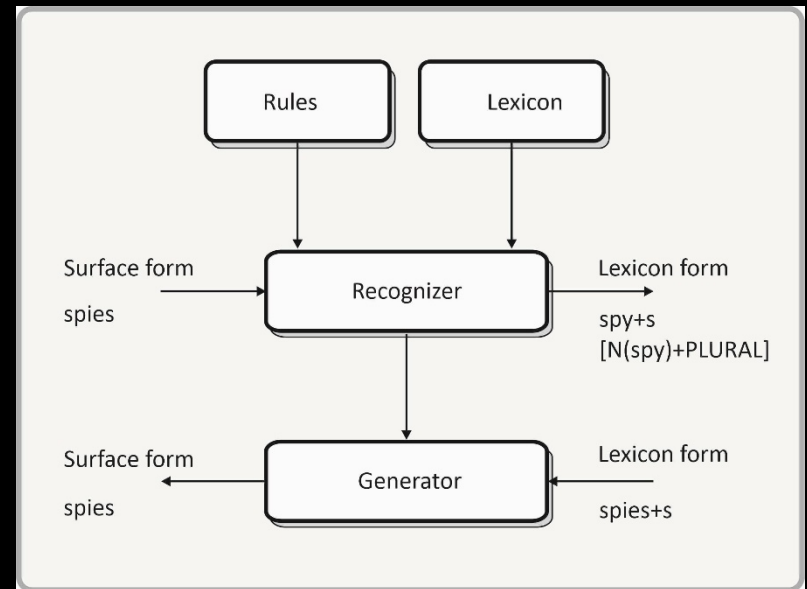 Rules
Lexicon
Surface form
spies
Recognizer
Lexicon form
spy+s
[N(spy)+PLURAL]
Surface form
spies
Generator
Lexicon form
spies+s